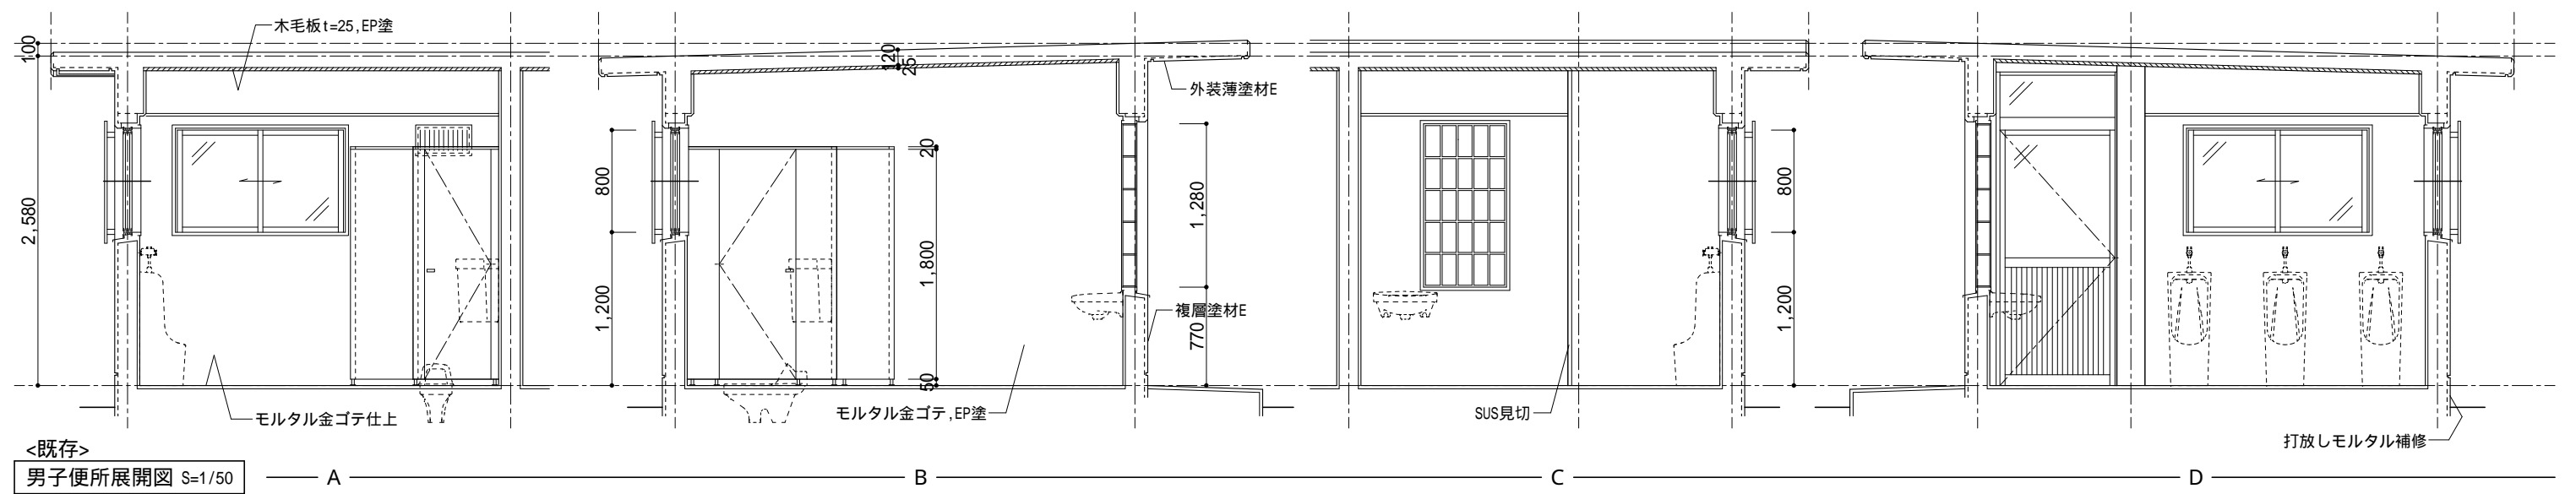 木毛板t=25,EP塗
100
2,580
モルタル金ゴテ仕上
800
1,200
120
25
20
1,800
50
モルタル金ゴテ,EP塗
外装薄塗材E
1,280
複層塗材E
770
SUS見切
800
1,200
打放しモルタル補修
<既存>
男子便所展開図 S=1/50
A
B
C
D